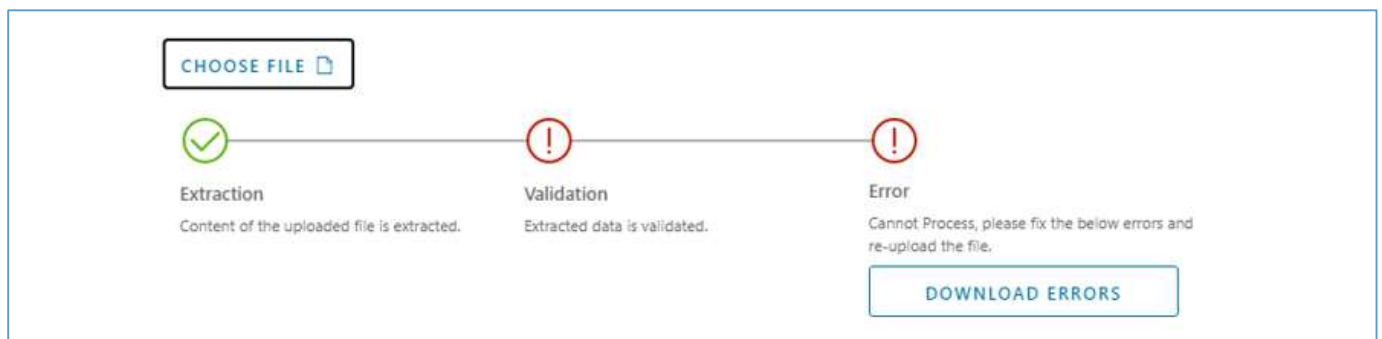 CHOOSE FILE
Extraction
Content of the uploaded file is extracted.
Validation
Extracted data is validated.
Error
Cannot Process, please fix the below errors and
re-upload the file.
DOWNLOAD ERRORS